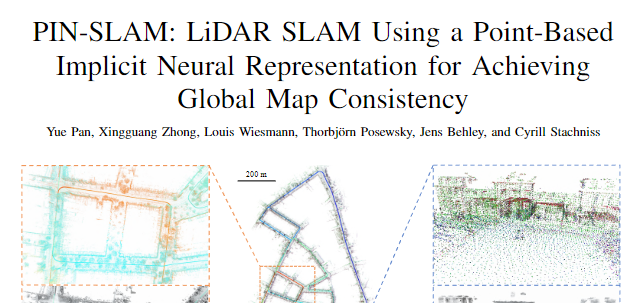 PIN-SLAM: LiDAR SLAM Using a Point-Based
Implicit Neural Representation for Achieving
Global Map Consistency
Yue Pan, Xingguang Zhong, Louis Wiesmann, Thorbjörn Posewsky, Jens Behley, and Cyrill Stachniss
200 m